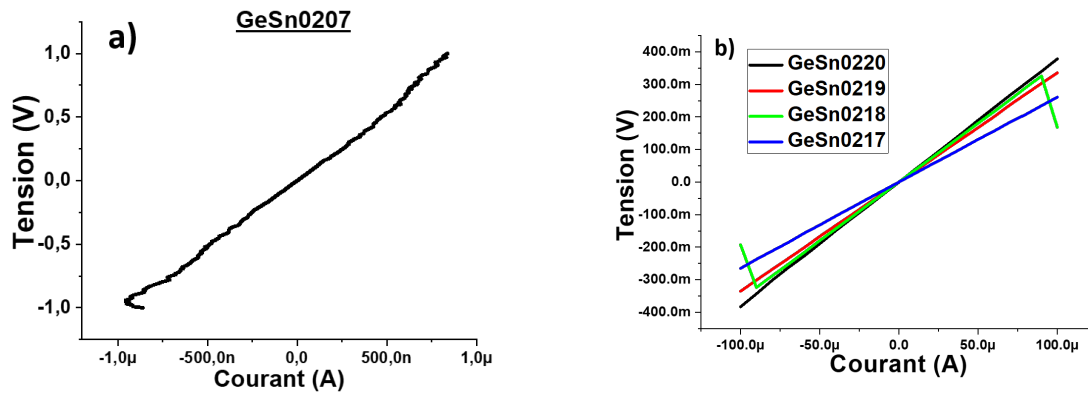 GeSn0207
a)
1,0
0,5
0,0
-0,5
-1,0
Tension (V)
-1,0µ -500,0n 0,0 500,0n 1,0µ
Courant (A)
b)
GeSn0220
GeSn0219
GeSn0218
GeSn0217
400.0m
300.0m
200.0m
100.0m
0.0
-100.0m
-200.0m
-300.0m
-400.0m
Tension (V)
-100.0µ -50.0µ 0.0 50.0µ 100.0µ
Courant (A)